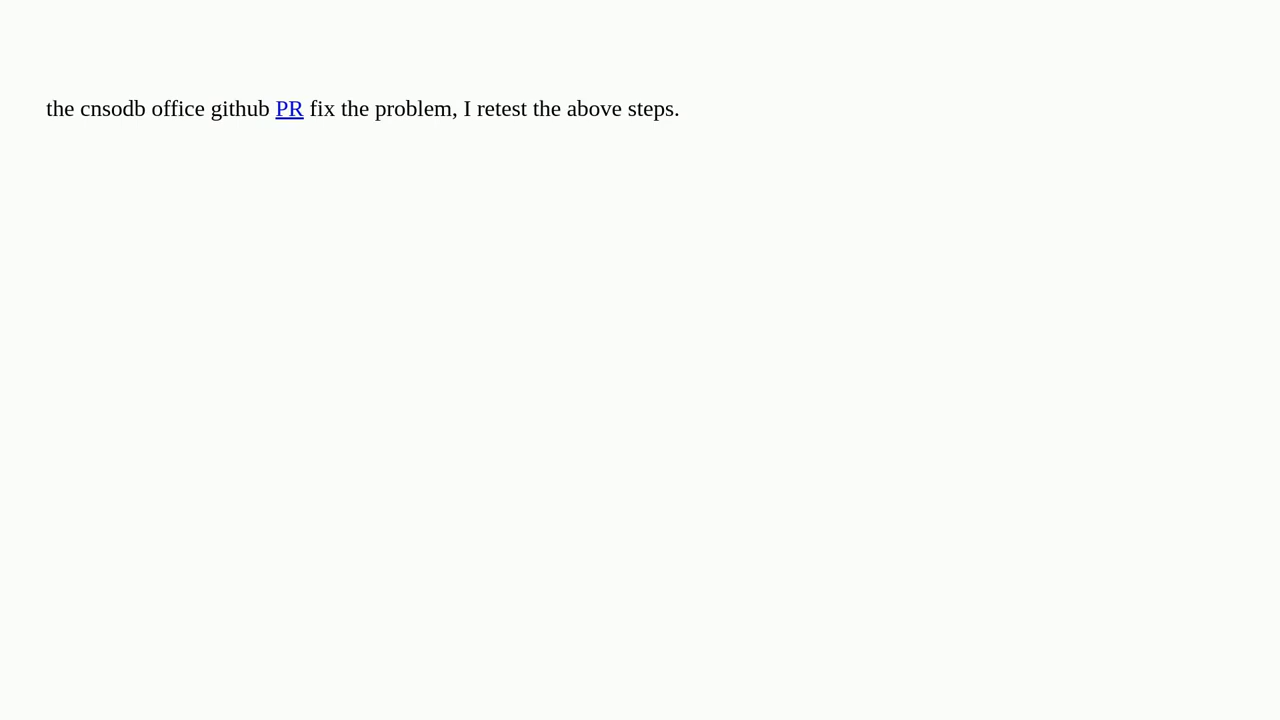 the cnsodb office github PR fix the problem, I retest the above steps.